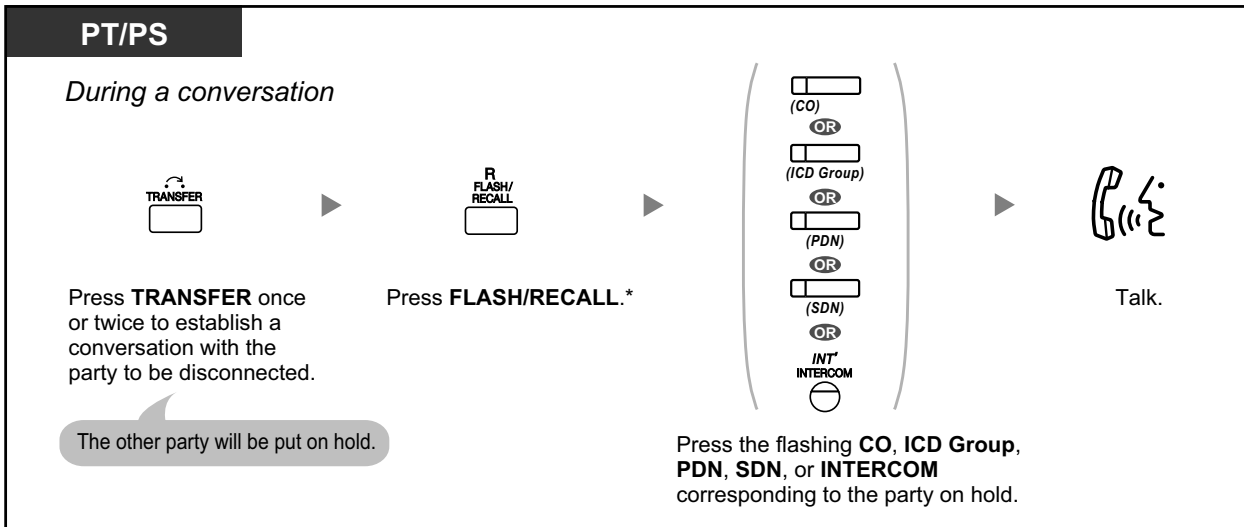 PT/PS
During a conversation
TRANSFER
R
FLASH/
RECALL
(CO)
OR
(ICD Group)
OR
(PDN)
OR
(SDN)
OR
INT'
INTERCOM
Press TRANSFER once
or twice to establish a
conversation with the
party to be disconnected.
The other party will be put on hold.
Press FLASH/RECALL.*
Press the flashing CO, ICD Group,
PDN, SDN, or INTERCOM
corresponding to the party on hold.
Talk.